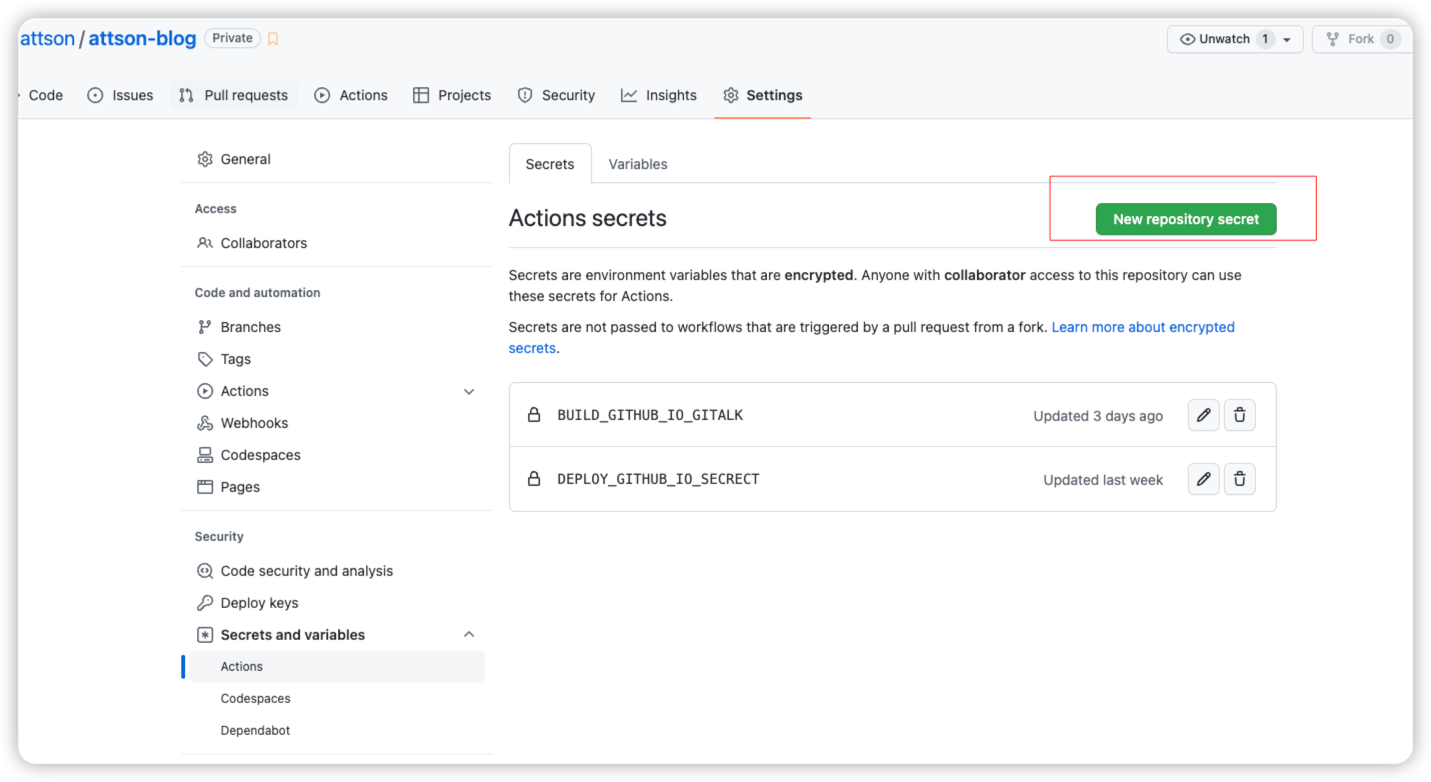 attson / attson-blog Private
Unwatch 1
Fork 0
Code
Issues
Pull requests
Actions
Projects
Security
Insights
Settings
General
Access
Collaborators
Code and automation
Branches
Tags
Actions
Webhooks
Codespaces
Pages
Security
Code security and analysis
Deploy keys
Secrets and variables
Actions
Codespaces
Dependabot
Secrets
Variables
Actions secrets
New repository secret
Secrets are environment variables that are encrypted. Anyone with collaborator access to this repository can use
these secrets for Actions.
Secrets are not passed to workflows that are triggered by a pull request from a fork. Learn more about encrypted
secrets.
BUILD_GITHUB_IO_GITALK
Updated 3 days ago
DEPLOY_GITHUB_IO_SECRECT
Updated last week